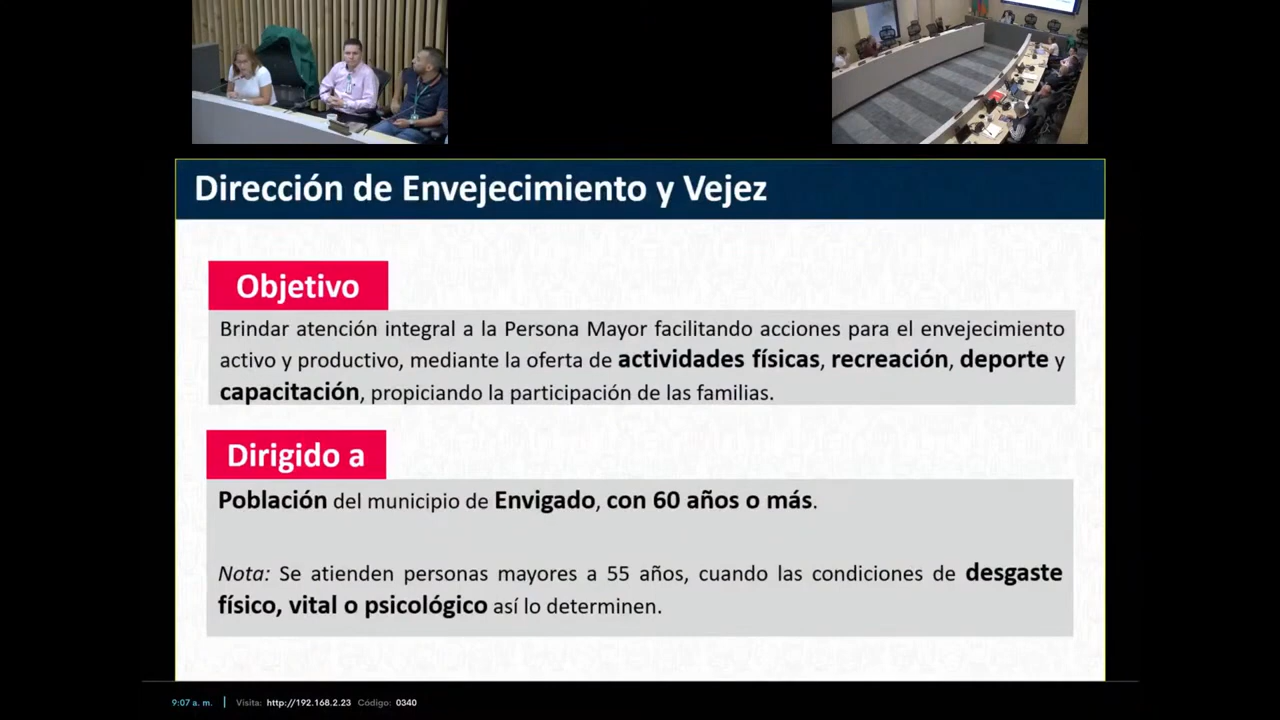 Dirección de Envejecimiento y Vejez
Objetivo
Brindar atención integral a la Persona Mayor facilitando acciones para el envejecimiento
activo y productivo, mediante la oferta de actividades físicas, recreación, deporte y
capacitación, propiciando la participación de las familias.
Dirigido a
Población del municipio de Envigado, con 60 años o más.
Nota: Se atienden personas mayores a 55 años, cuando las condiciones de desgaste
físico, vital o psicológico así lo determinen.
9:07 a. m. | Visita: http://192.168.2.23 Código: 0340